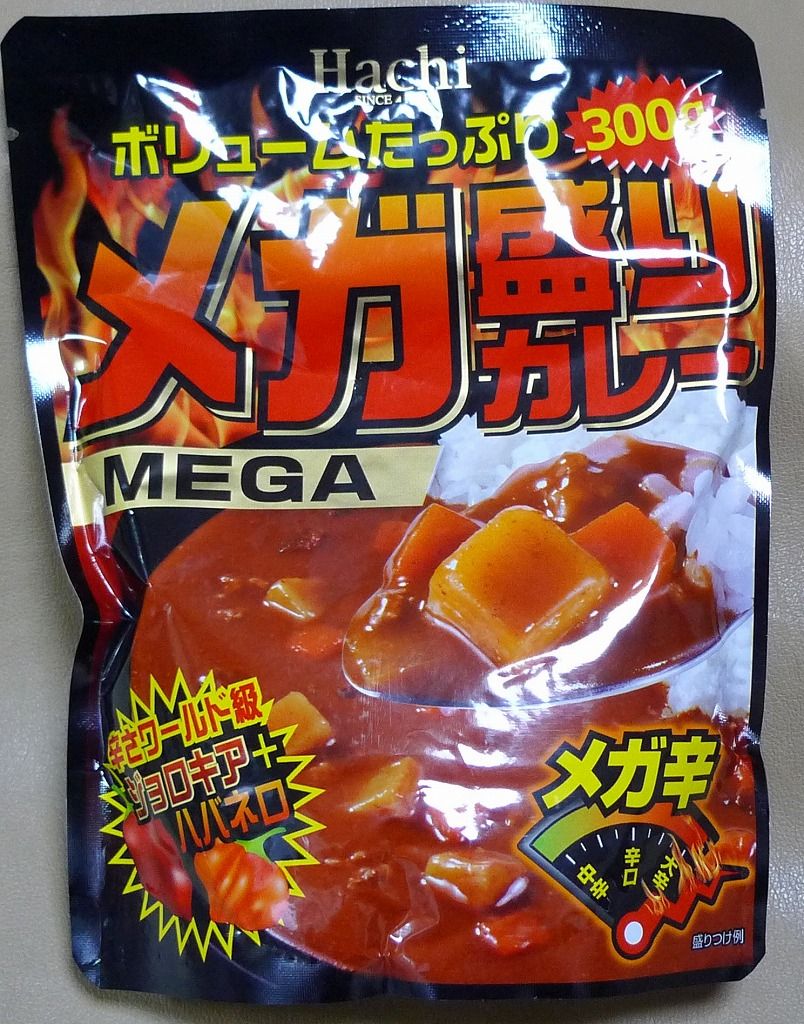 Hachi
SINCE
ボリュームたっぷり
300g
メガ盛り
カレー
MEGA
辛さワールド級
ジョロキア+
ハバネロ
メガ辛
中辛
辛口
大辛
盛りつけ例